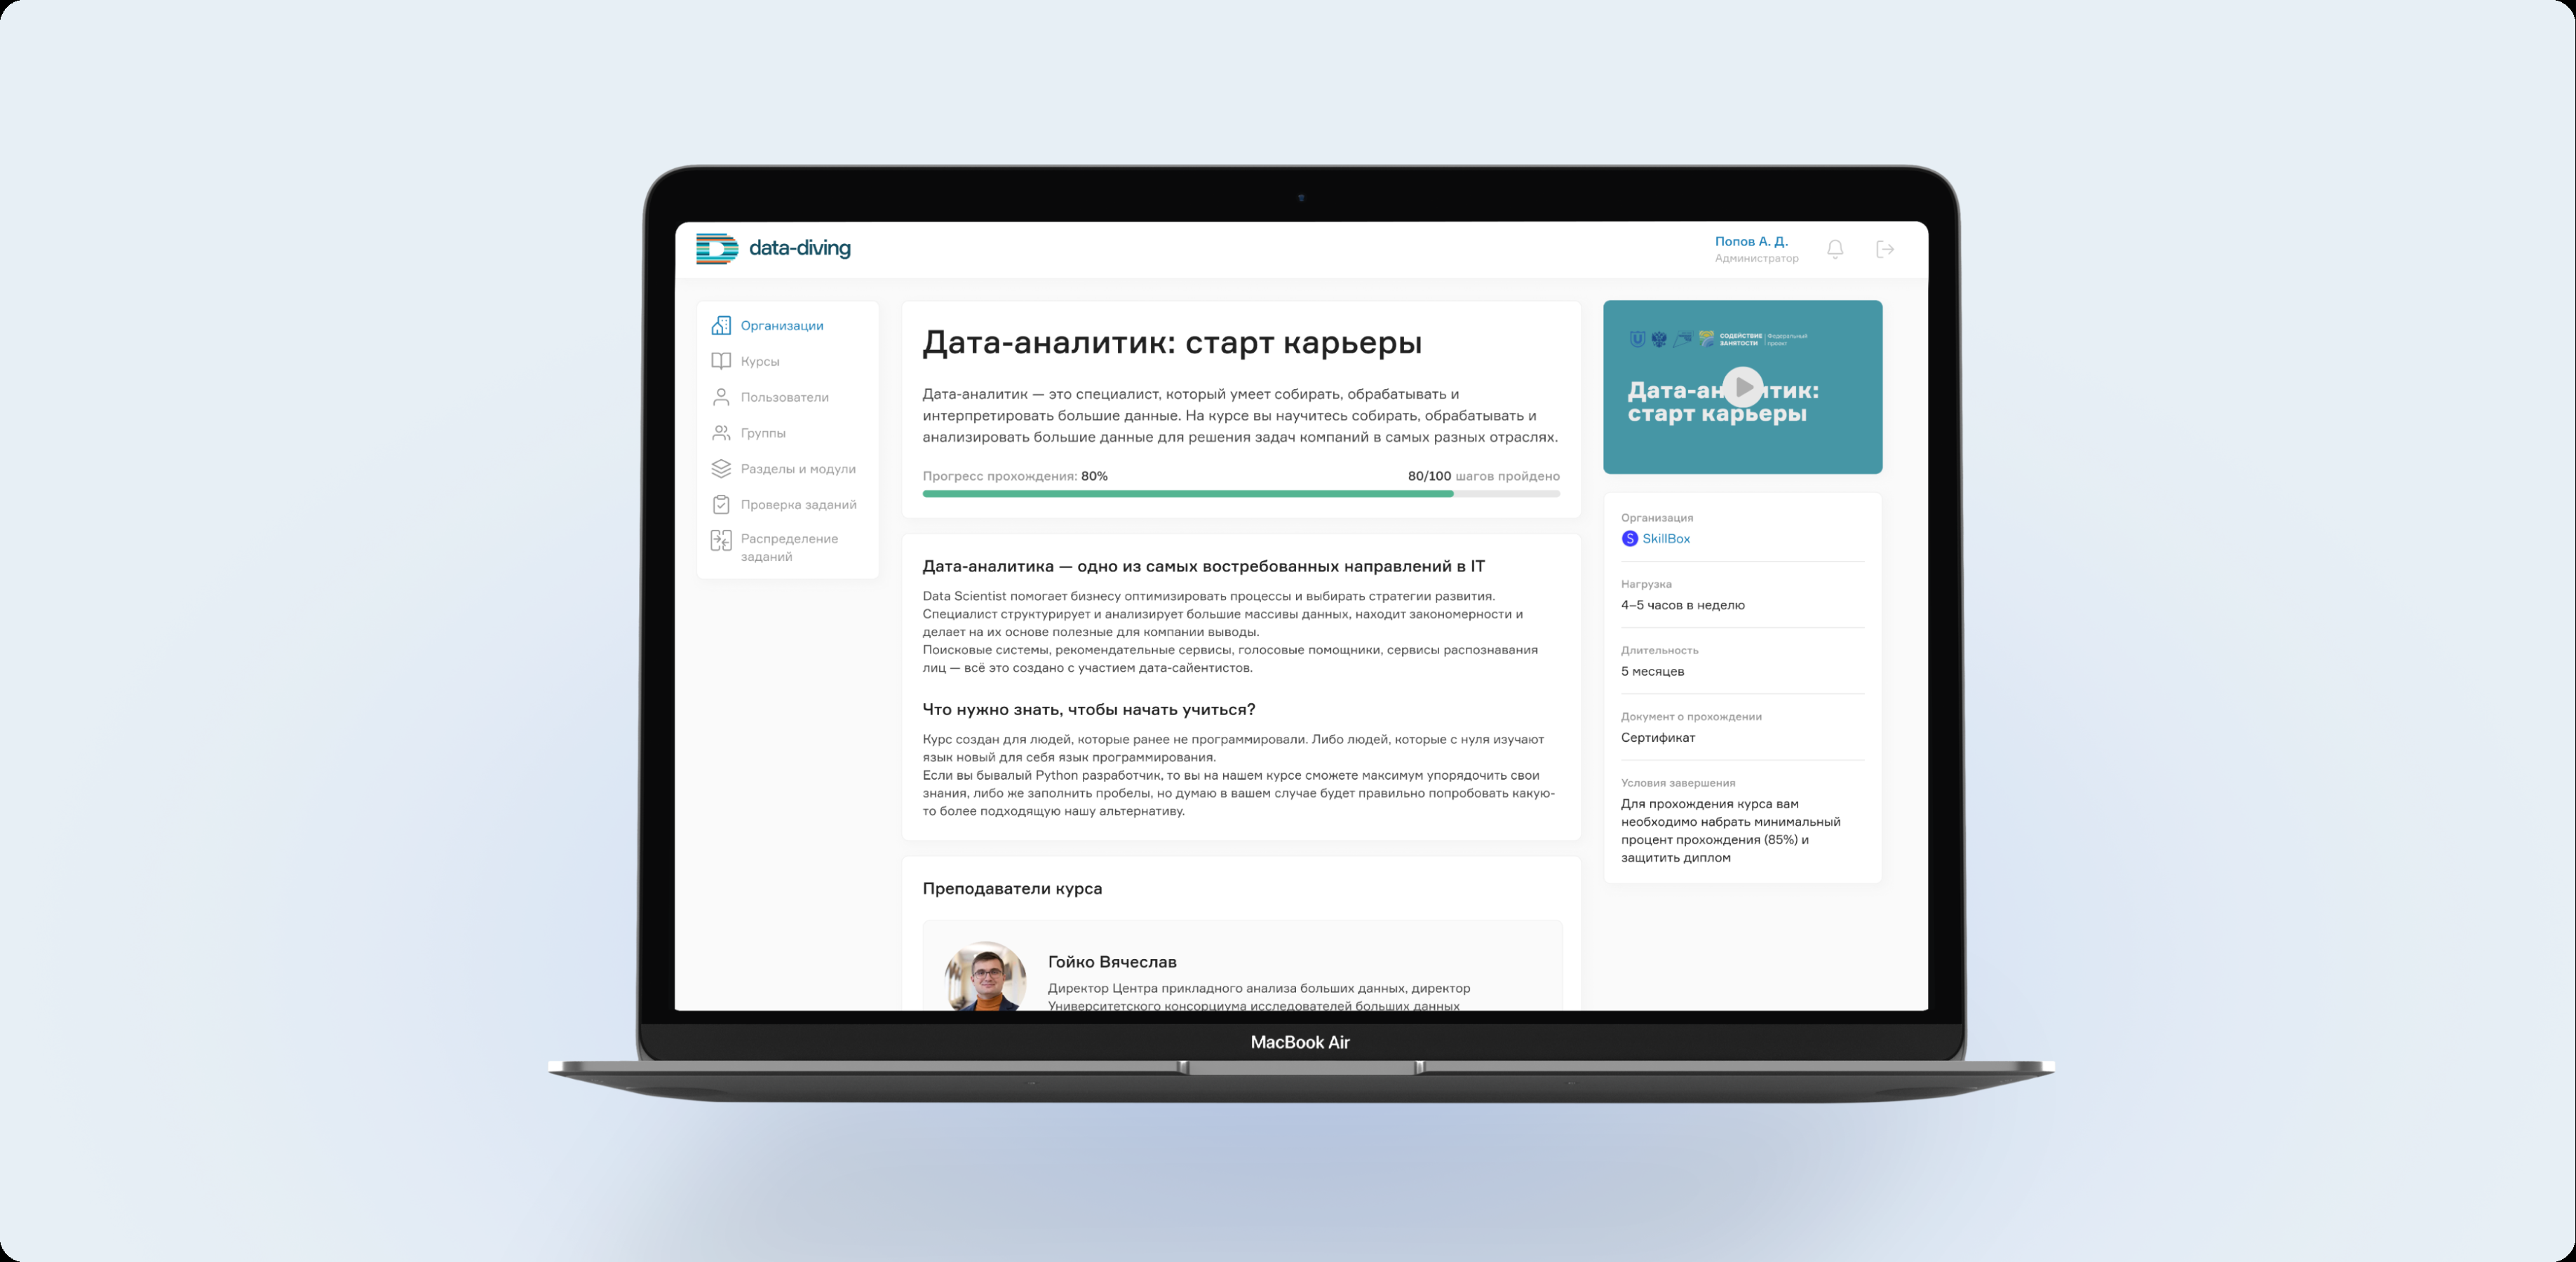 data-diving
Попов А. Д.
Администратор
Организации
Курсы
Пользователи
Группы
Разделы и модули
Проверка заданий
Распределение
заданий
Дата-аналитик: старт карьеры
Дата-аналитик — это специалист, который умеет собирать, обрабатывать и
интерпретировать большие данные. На курсе вы научитесь собирать, обрабатывать и
анализировать большие данные для решения задач компаний в самых разных отраслях.
Прогресс прохождения: 80%
80/100 шагов пройдено
Дата-аналитика — одно из самых востребованных направлений в IT
Data Scientist помогает бизнесу оптимизировать процессы и выбирать стратегии развития.
Специалист структурирует и анализирует большие массивы данных, находит закономерности и
делает на их основе полезные для компании выводы.
Поисковые системы, рекомендательные сервисы, голосовые помощники, сервисы распознавания
лиц — всё это создано с участием дата-сайентистов.
Что нужно знать, чтобы начать учиться?
Курс создан для людей, которые ранее не программировали. Либо людей, которые с нуля изучают
язык новый для себя язык программирования.
Если вы бывалый Python разработчик, то вы на нашем курсе сможете максимум упорядочить свои
знания, либо же заполнить пробелы, но думаю в вашем случае будет правильно попробовать какую-
то более подходящую нашу альтернативу.
Преподаватели курса
Гойко Вячеслав
Директор Центра прикладного анализа больших данных, директор
Университетского консорциума исследователей больших данных
СОДЕЙСТВИЕ
ЗАНЯТОСТИ
Федеральный
проект
Дата-ан тик:
старт карьеры
Организация
S SkillBox
Нагрузка
4–5 часов в неделю
Длительность
5 месяцев
Документ о прохождении
Сертификат
Условия завершения
Для прохождения курса вам
необходимо набрать минимальный
процент прохождения (85%) и
защитить диплом
MacBook Air